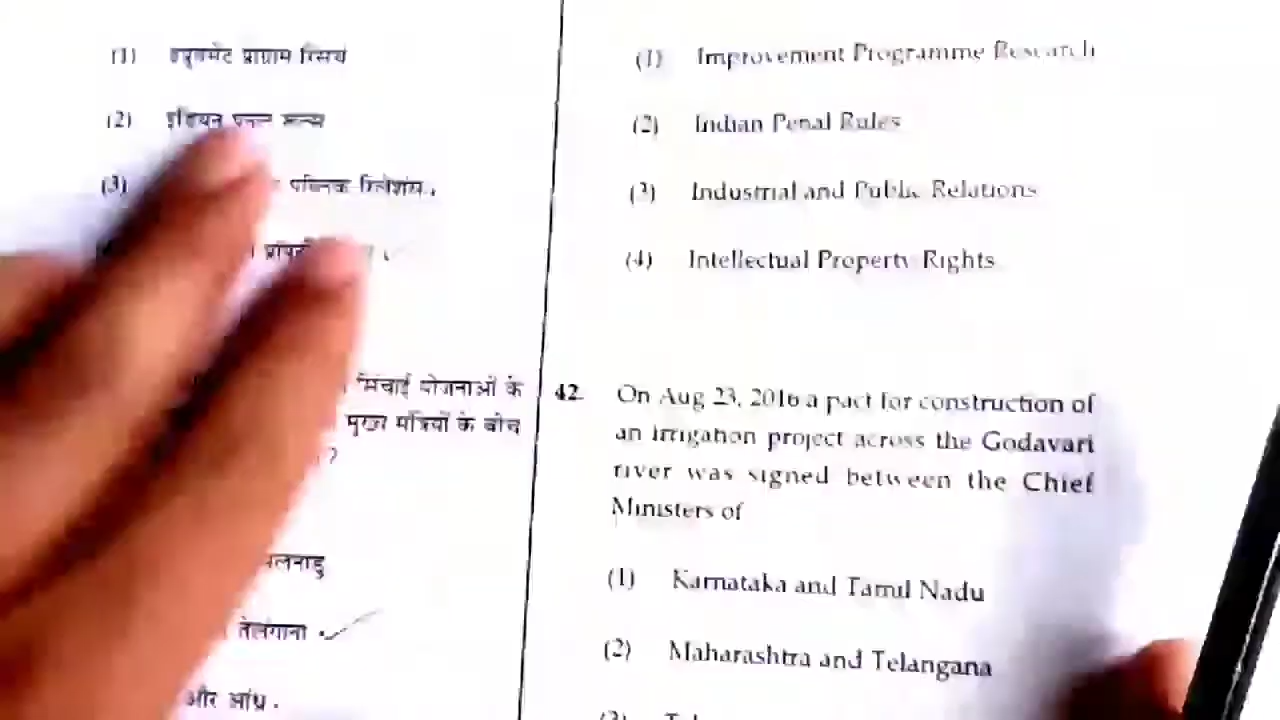 (1) इम्प्रूवमेंट प्रोग्राम रिसर्च
(2) इंडियन पेनल रूल्स
(3) पब्लिक रिलेशंस.
सिंचाई योजनाओं के
मुख्य मंत्रियों के बीच
?
तेलंगाना
और आंध्र.
(1) Improvement Programme Research
(2) Indian Penal Rules
(3) Industrial and Public Relations
(4) Intellectual Property Rights
42. On Aug 23, 2016 a pact for construction of
an irrigation project across the Godavari
river was signed between the Chief
Ministers of
(1) Karnataka and Tamil Nadu
(2) Maharashtra and Telangana